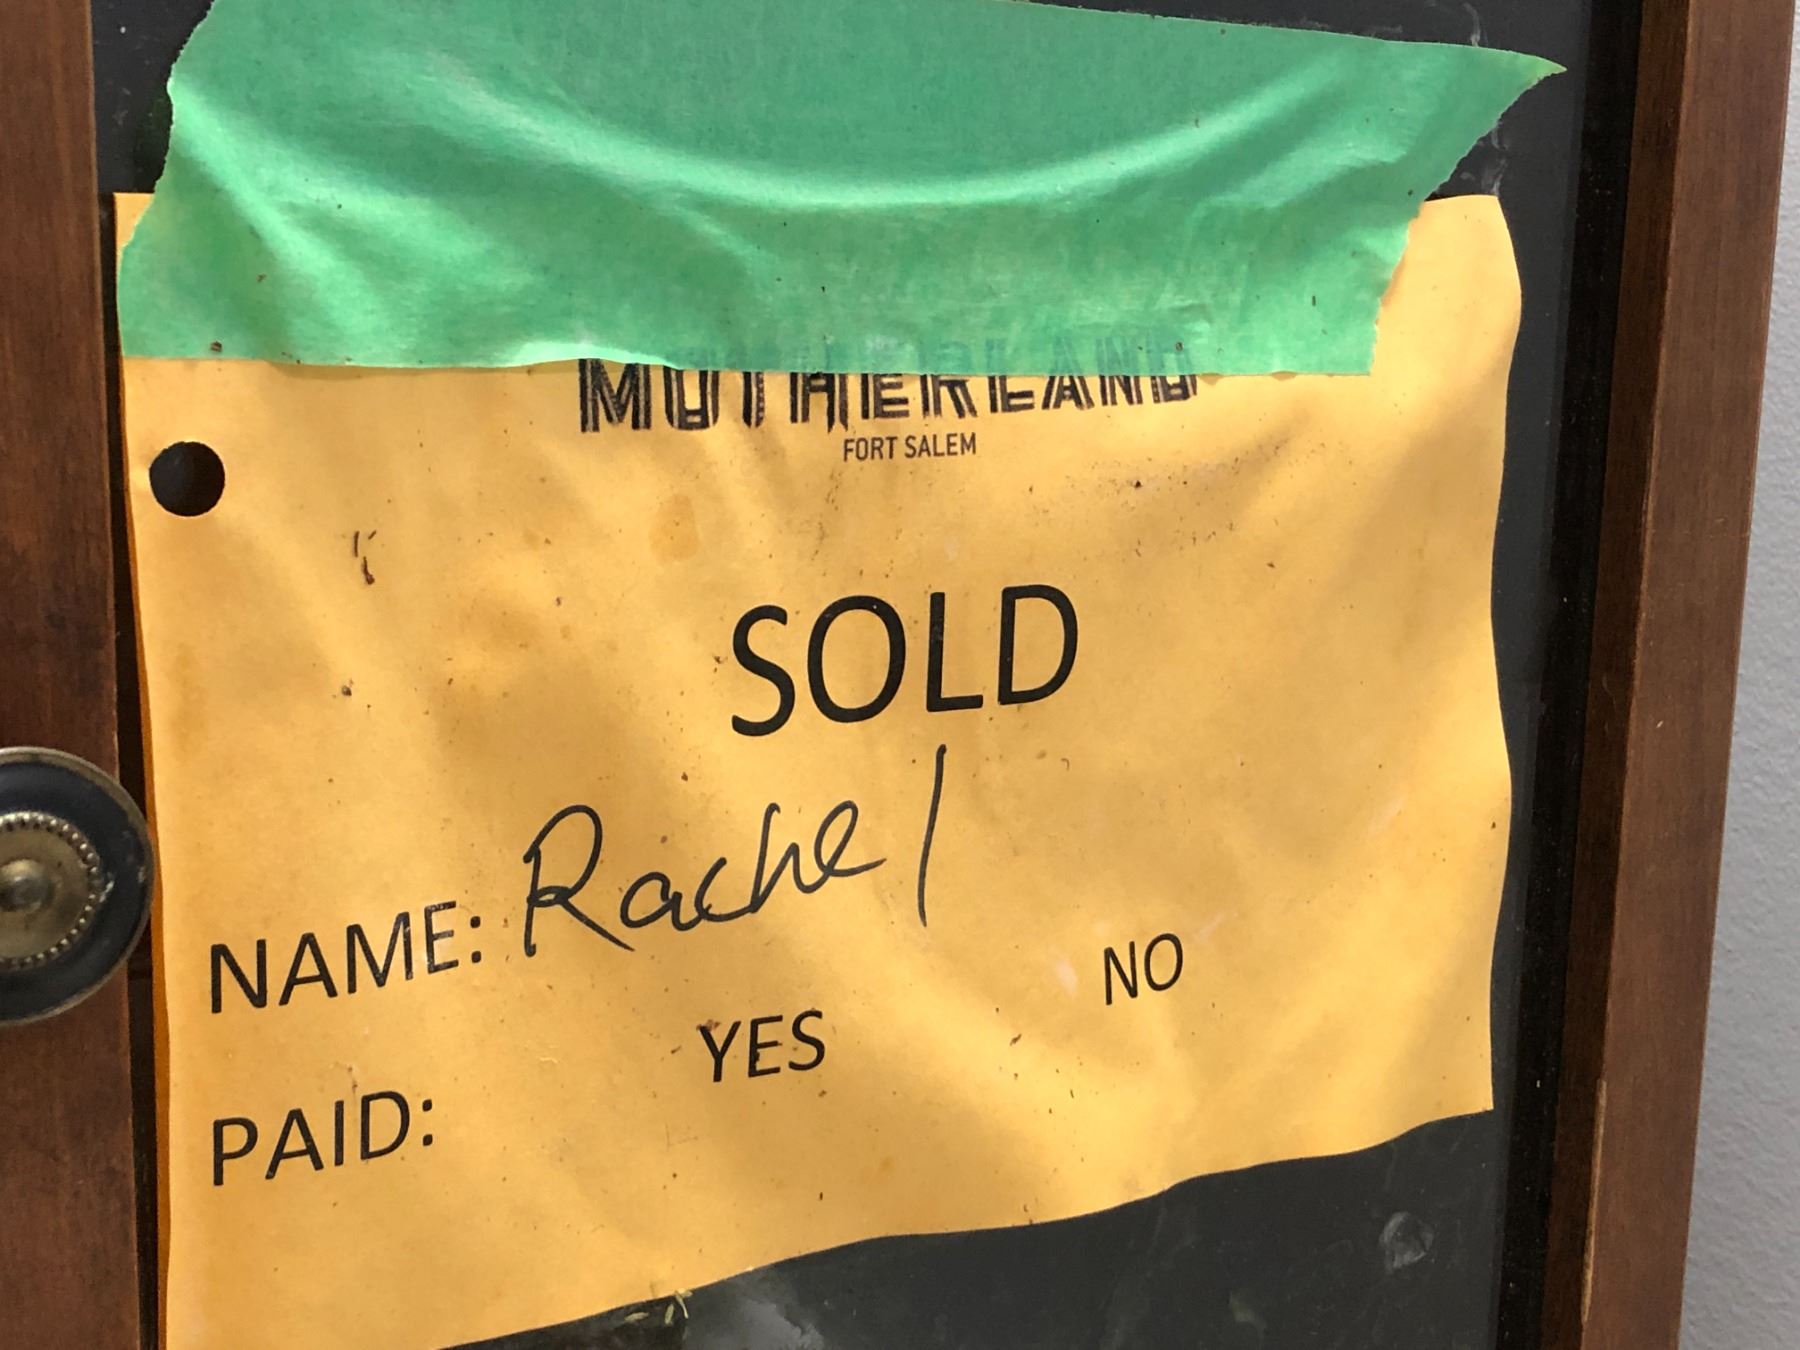 MOTHERLAND
FORT SALEM
SOLD
NAME: Rachel
PAID: YES NO